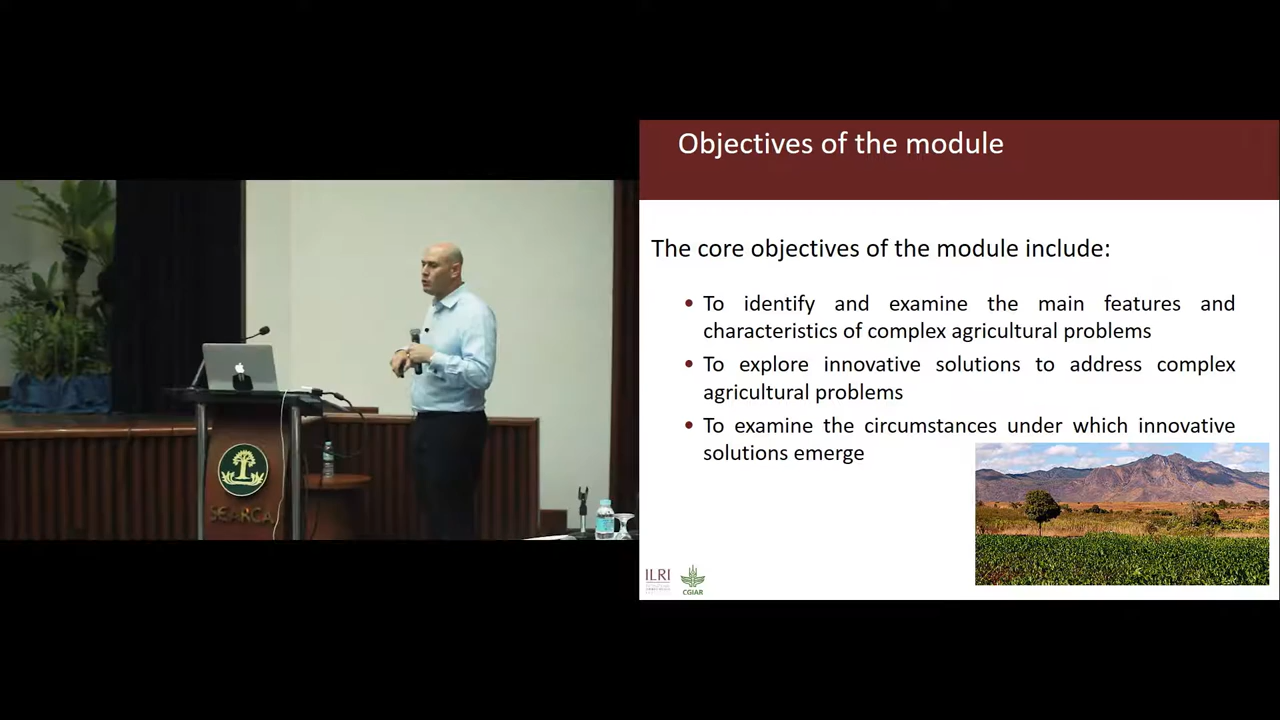 Objectives of the module
The core objectives of the module include:
• To identify and examine the main features and
characteristics of complex agricultural problems
• To explore innovative solutions to address complex
agricultural problems
• To examine the circumstances under which innovative
solutions emerge
ILRI
CGIAR
SEARCA